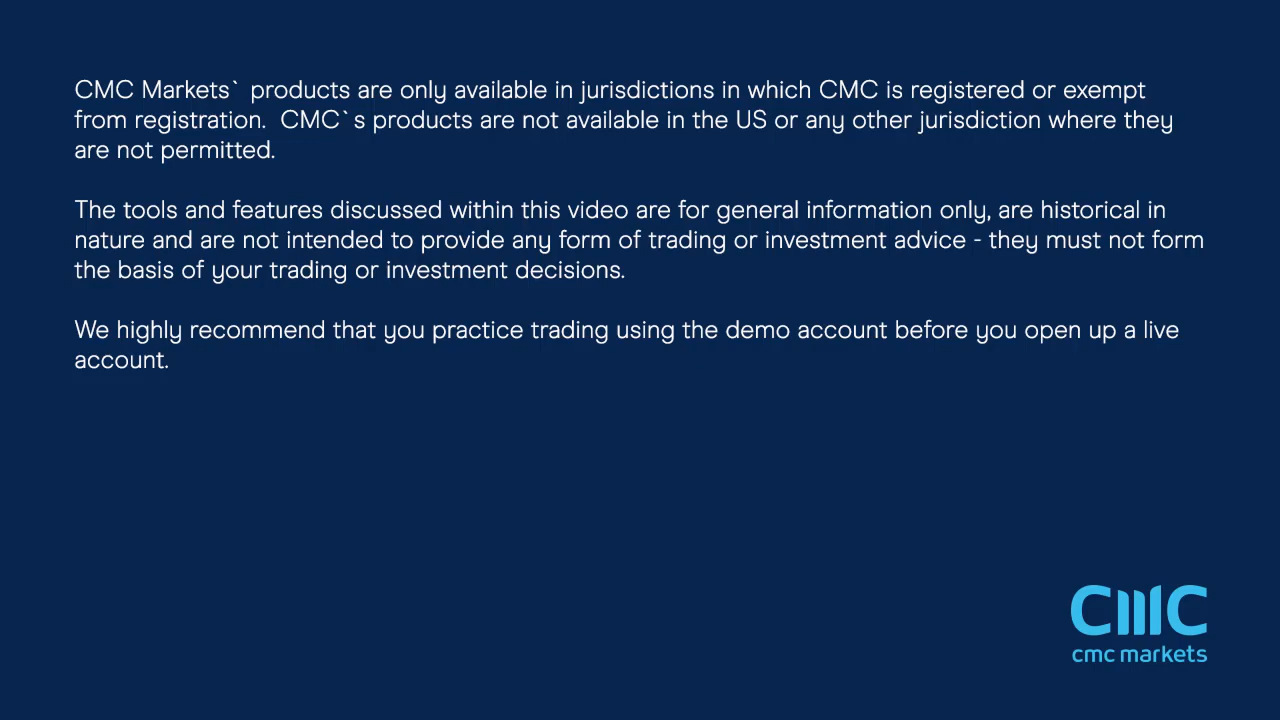 CMC Markets` products are only available in jurisdictions in which CMC is registered or exempt
from registration.  CMC`s products are not available in the US or any other jurisdiction where they
are not permitted.
The tools and features discussed within this video are for general information only, are historical in
nature and are not intended to provide any form of trading or investment advice - they must not form
the basis of your trading or investment decisions.
We highly recommend that you practice trading using the demo account before you open up a live
account.
CMC
cmc markets